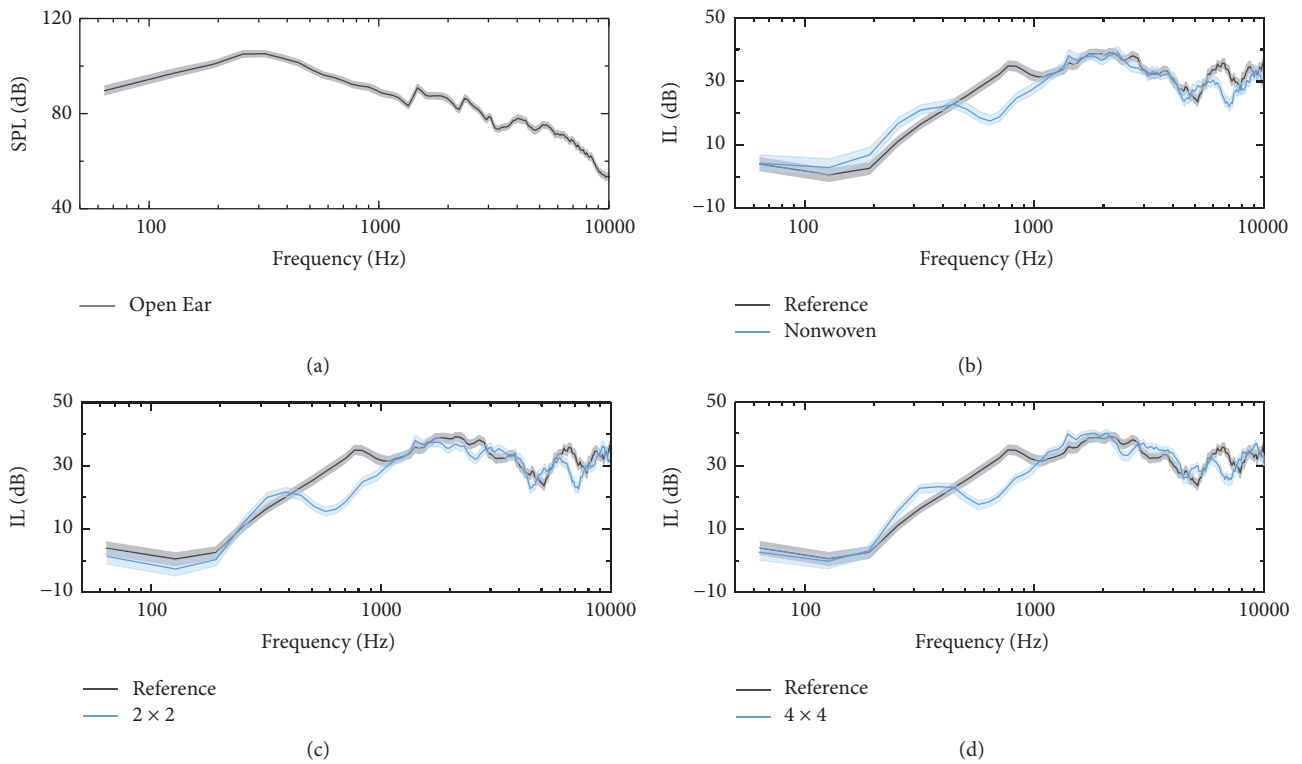 120
80
40
SPL (dB)
100
1000
10000
Frequency (Hz)
Open Ear
(a)
50
30
10
−10
IL (dB)
100
1000
10000
Frequency (Hz)
Reference
Nonwoven
(b)
50
30
10
−10
IL (dB)
100
1000
10000
Frequency (Hz)
Reference
2 × 2
(c)
50
30
10
−10
IL (dB)
100
1000
10000
Frequency (Hz)
Reference
4 × 4
(d)